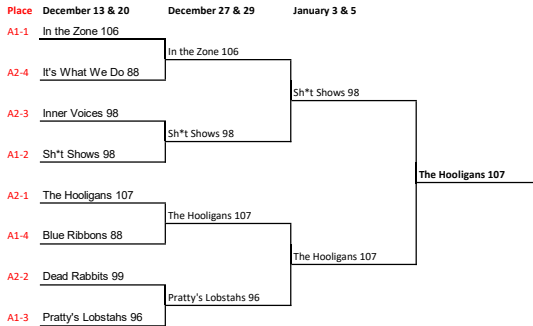 Place December 13 & 20 December 27 & 29 January 3 & 5
A1-1 In the Zone 106
In the Zone 106
A2-4 It's What We Do 88
Sh*t Shows 98
A2-3 Inner Voices 98
Sh*t Shows 98
A1-2 Sh*t Shows 98
The Hooligans 107
A2-1 The Hooligans 107
The Hooligans 107
A1-4 Blue Ribbons 88
The Hooligans 107
A2-2 Dead Rabbits 99
Pratty's Lobstahs 96
A1-3 Pratty's Lobstahs 96